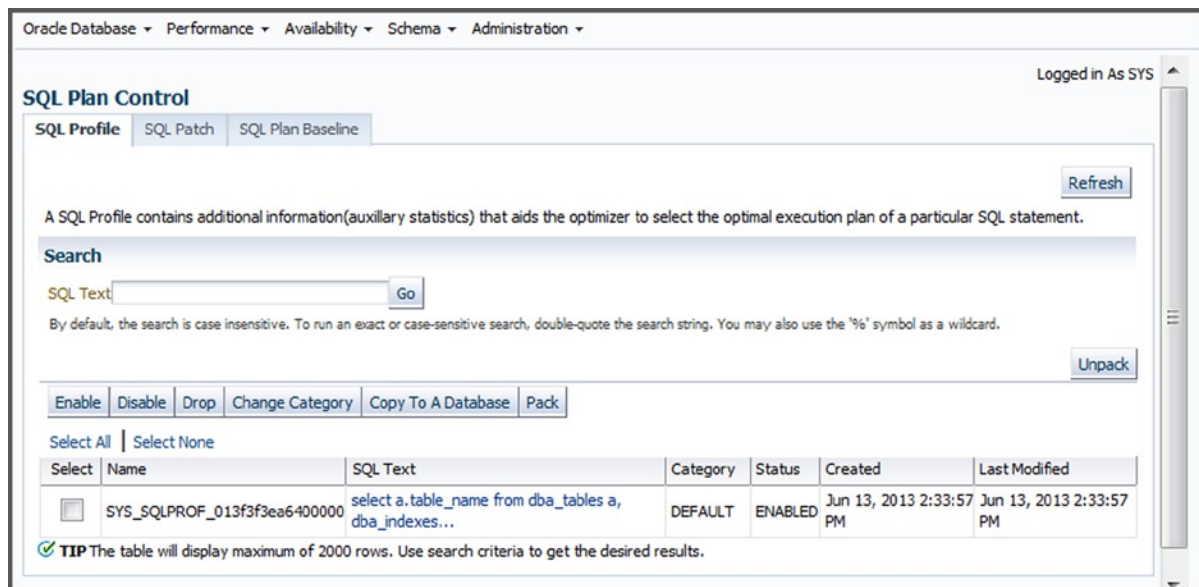 Oracle Database Performance Availability Schema Administration
Logged in As SYS
SQL Plan Control
SQL Profile SQL Patch SQL Plan Baseline
Refresh
A SQL Profile contains additional information(auxillary statistics) that aids the optimizer to select the optimal execution plan of a particular SQL statement.
Search
SQL Text Go
By default, the search is case insensitive. To run an exact or case-sensitive search, double-quote the search string. You may also use the '%' symbol as a wildcard.
Unpack
Enable Disable Drop Change Category Copy To A Database Pack
Select All | Select None
Select Name SQL Text Category Status Created Last Modified
SYS_SQLPROF_013f3f3ea6400000 select a.table_name from dba_tables a, dba_indexes... DEFAULT ENABLED Jun 13, 2013 2:33:57 PM Jun 13, 2013 2:33:57 PM
TIP The table will display maximum of 2000 rows. Use search criteria to get the desired results.